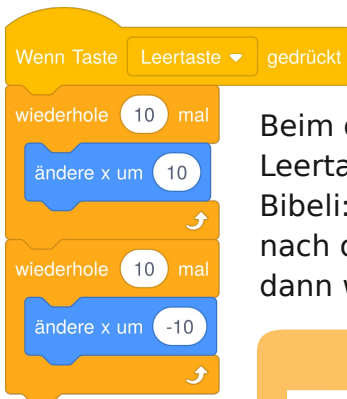 Wenn Taste Leertaste gedrückt
wiederhole 10 mal
ändere x um 10
wiederhole 10 mal
ändere x um -10
Beim
Bibeli:
nach
dann